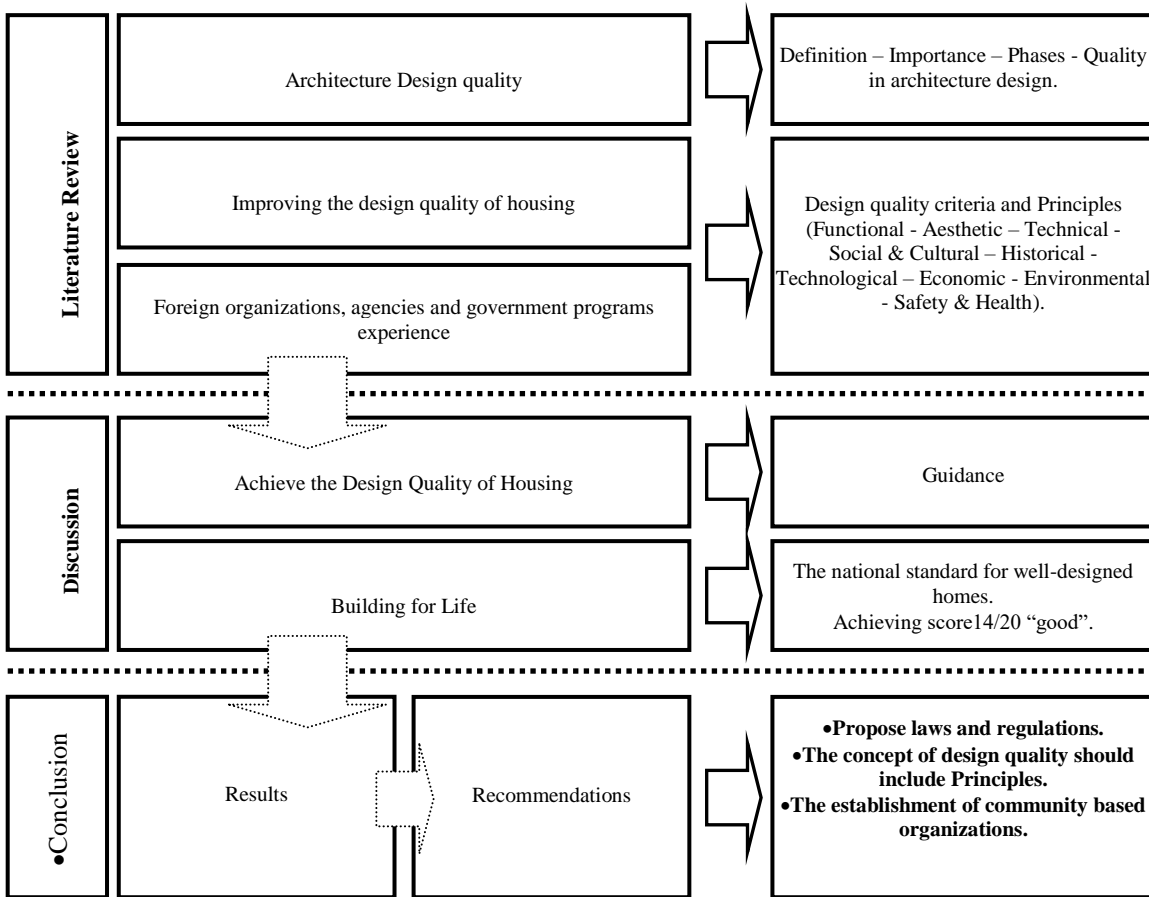 Literature Review
Architecture Design quality
Definition – Importance – Phases - Quality
in architecture design.
Improving the design quality of housing
Foreign organizations, agencies and government programs
experience
Design quality criteria and Principles
(Functional - Aesthetic – Technical -
Social & Cultural – Historical -
Technological – Economic - Environmental
- Safety & Health).
Discussion
Achieve the Design Quality of Housing
Guidance
Building for Life
The national standard for well-designed
homes.
Achieving score14/20 “good”.
•Conclusion
Results
Recommendations
•Propose laws and regulations.
•The concept of design quality should
include Principles.
•The establishment of community based
organizations.